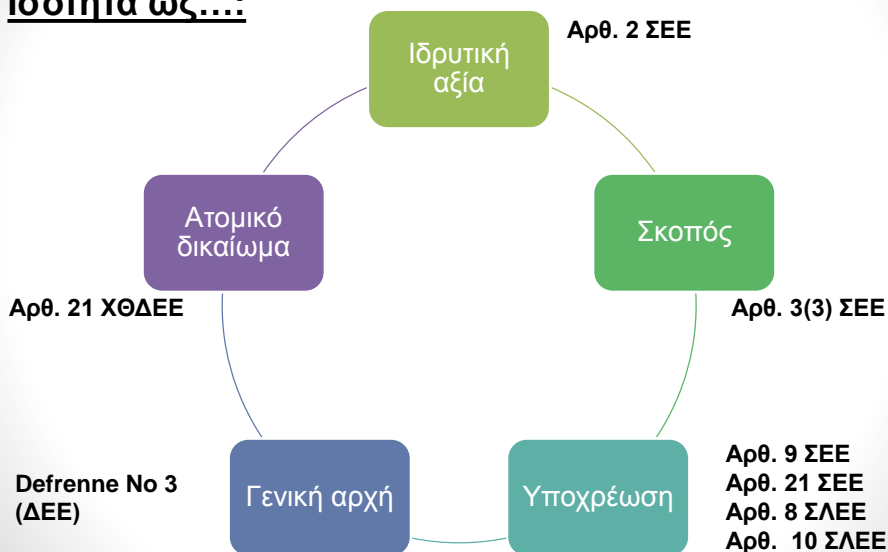 ισότητα ως…:
Ιδρυτική
αξία
Αρθ. 2 ΣΕΕ
Σκοπός
Αρθ. 3(3) ΣΕΕ
Υποχρέωση
Αρθ. 9 ΣΕΕ
Αρθ. 21 ΣΕΕ
Αρθ. 8 ΣΛΕΕ
Αρθ. 10 ΣΛΕΕ
Γενική αρχή
Defrenne No 3
(ΔΕΕ)
Ατομικό
δικαίωμα
Αρθ. 21 ΧΘΔΕΕ